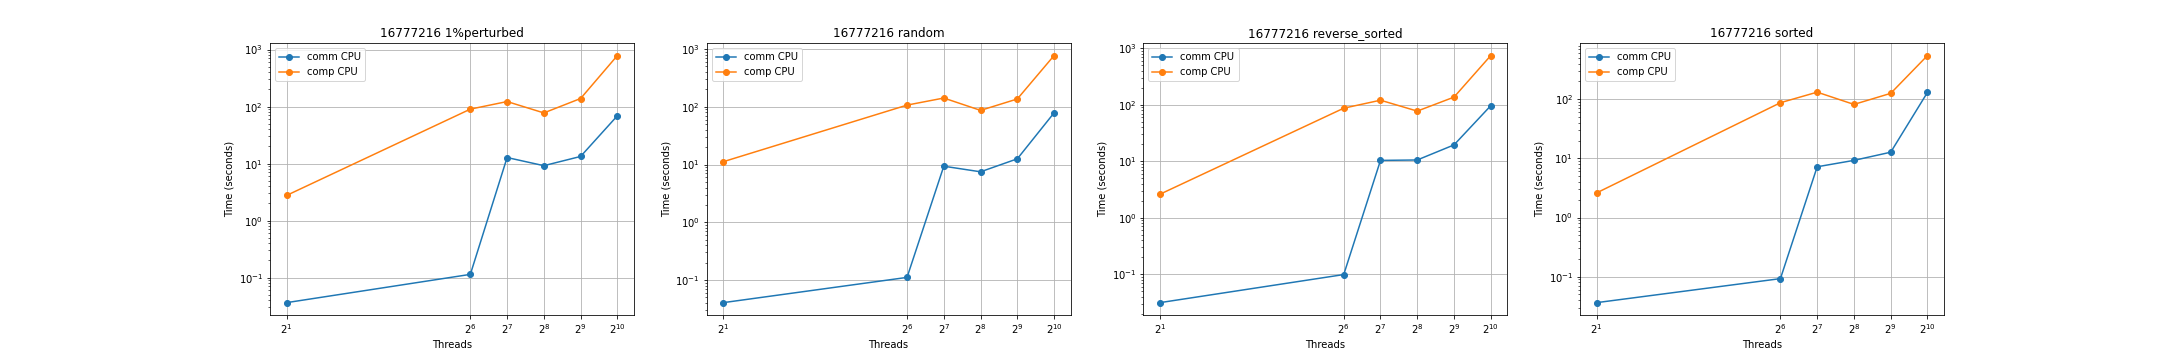 16777216 1%perturbed
comm CPU
comp CPU
10³
10²
10¹
10⁰
10⁻¹
Time (seconds)
2¹ 2⁶ 2⁷ 2⁸ 2⁹ 2¹⁰
Threads
16777216 random
comm CPU
comp CPU
10³
10²
10¹
10⁰
10⁻¹
Time (seconds)
2¹ 2⁶ 2⁷ 2⁸ 2⁹ 2¹⁰
Threads
16777216 reverse_sorted
comm CPU
comp CPU
10³
10²
10¹
10⁰
10⁻¹
Time (seconds)
2¹ 2⁶ 2⁷ 2⁸ 2⁹ 2¹⁰
Threads
16777216 sorted
comm CPU
comp CPU
10²
10¹
10⁰
10⁻¹
Time (seconds)
2¹ 2⁶ 2⁷ 2⁸ 2⁹ 2¹⁰
Threads